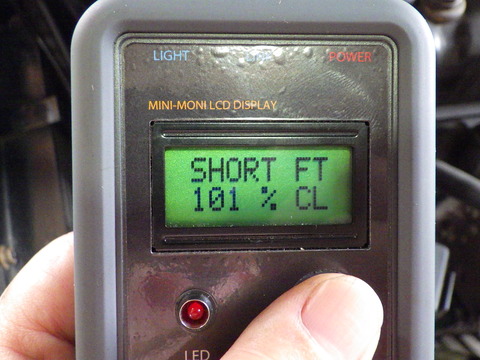 LIGHT POWER
MINI-MONI LCD DISPLAY
SHORT FT
101 % CL
LED